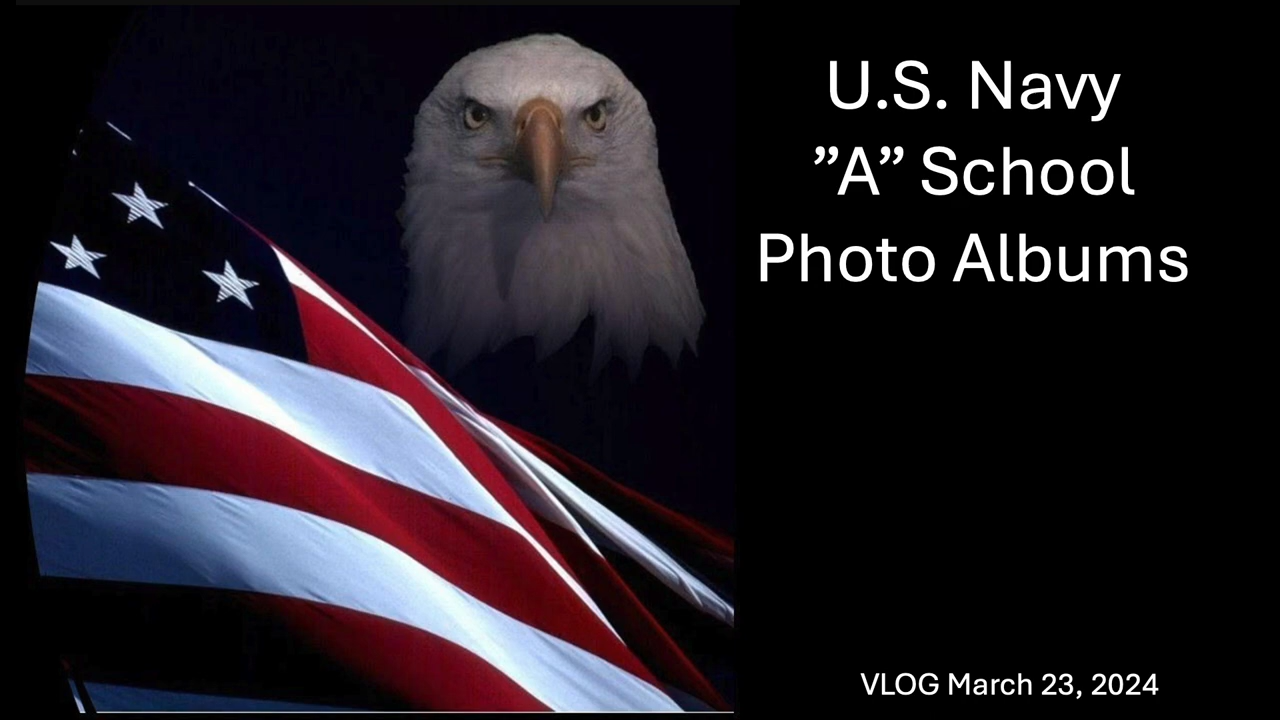 U.S. Navy
”A” School
Photo Albums
VLOG March 23, 2024